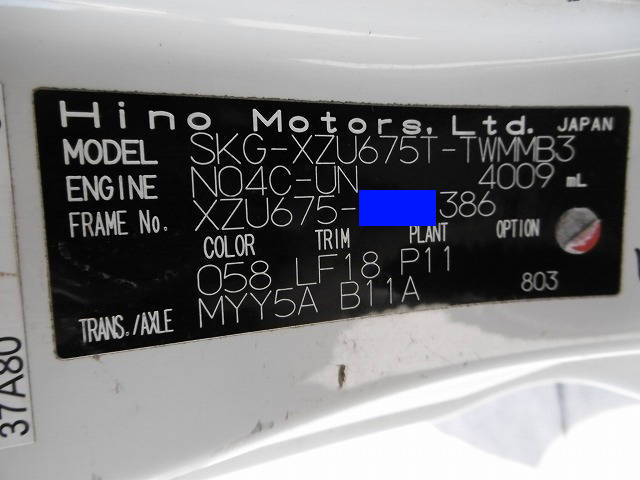 Hino Motors, Ltd. JAPAN
MODEL SKG-XZU675T-TWMMB3
ENGINE N04C-UN 4009 mL
FRAME No. XZU675- 386
COLOR TRIM PLANT OPTION
058 LF18 P11
TRANS./AXLE MYY5A B11A 803
37A80